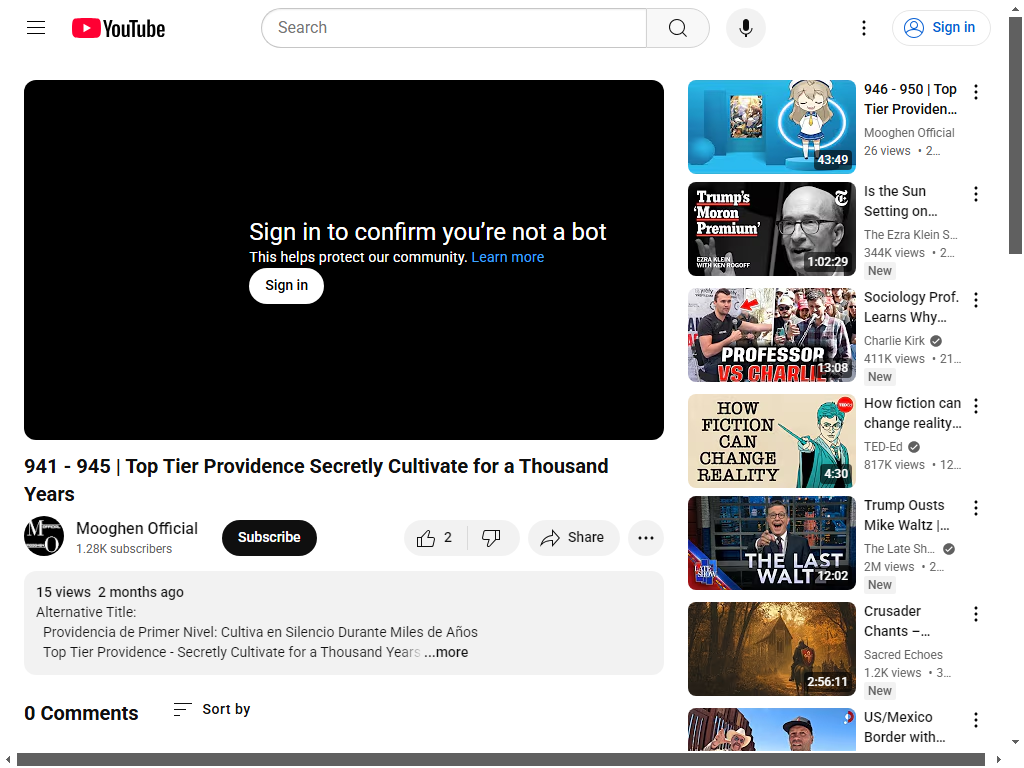 YouTube
Search
Sign in
Sign in to confirm you’re not a bot
This helps protect our community. Learn more
Sign in
941 - 945 | Top Tier Providence Secretly Cultivate for a Thousand
Years
Mooghen Official
1.28K subscribers
Subscribe
2
Share
15 views 2 months ago
Alternative Title:
Providencia de Primer Nivel: Cultiva en Silencio Durante Miles de Años
Top Tier Providence - Secretly Cultivate for a Thousand Years ...more
0 Comments
Sort by
43:49
946 - 950 | Top
Tier Providen...
Mooghen Official
26 views • 2...
Trump's
'Moron
Premium'
EZRA KLEIN
WITH KEN ROGOFF
1:02:29
Is the Sun
Setting on...
The Ezra Klein S...
344K views • 2...
New
PROFESSOR
VS CHARLIE
13:08
Sociology Prof.
Learns Why...
Charlie Kirk
411K views • 21...
New
HOW
FICTION
CAN
CHANGE
REALITY
4:30
How fiction can
change reality...
TED-Ed
817K views • 12...
LATE SHOW
THE LAST
WALTZ
12:02
Trump Ousts
Mike Waltz |...
The Late Sh...
2M views • 2...
New
2:56:11
Crusader
Chants –...
Sacred Echoes
1.2K views • 3...
New
US/Mexico
Border with...